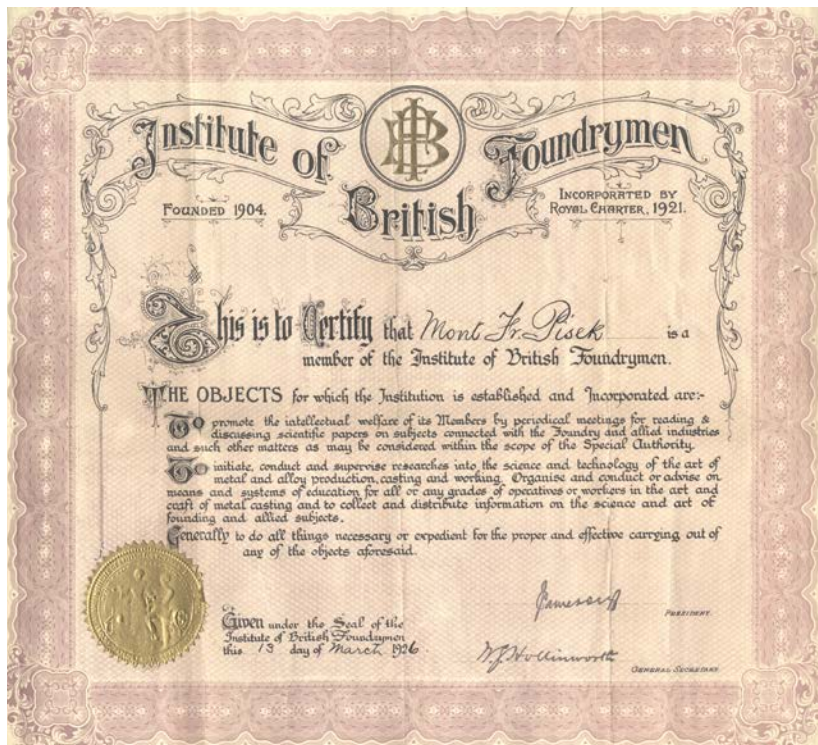 Institute of British Foundrymen
FOUNDED 1904.
INCORPORATED BY
ROYAL CHARTER, 1921.
This is to Certify that Mont Fr. Pisek is a
member of the Institute of British Foundrymen.
THE OBJECTS for which the Institution is established and Incorporated are:-
To promote the intellectual welfare of its Members by periodical meetings for reading &
discussing scientific papers on subjects connected with the Foundry and allied industries
and such other matters as may be considered within the scope of the Special Authority.
To initiate, conduct and supervise researches into the science and technology of the art of
metal and alloy production, casting and working. Organise and conduct or advise on
means and systems of education for all or any grades of operatives or workers in the art and
craft of metal casting and to collect and distribute information on the science and art of
founding and allied subjects.
Generally to do all things necessary or expedient for the proper and effective carrying out of
any of the objects aforesaid.
Given under the Seal of the
Institute of British Foundrymen
this 13 day of March 1926
PRESIDENT.
W.J. Hollinworth
GENERAL SECRETARY